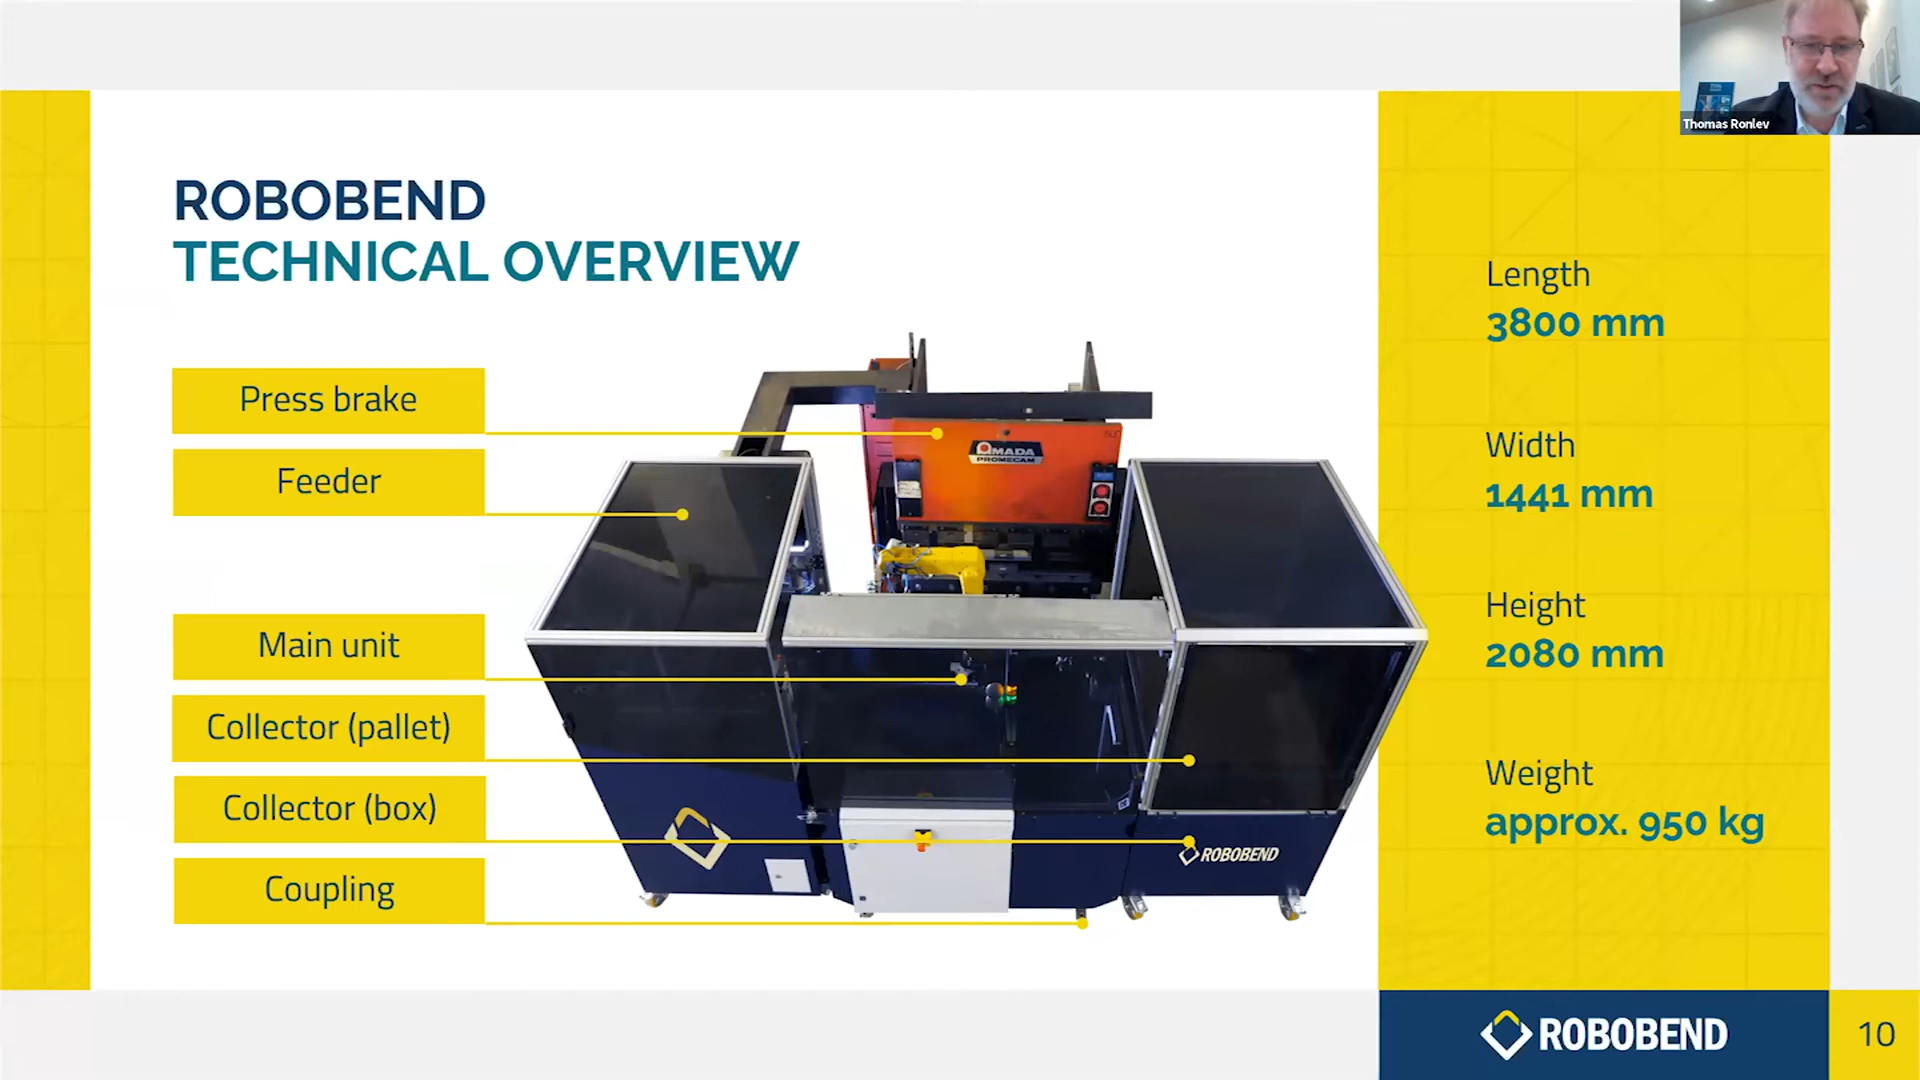 Thomas Ronlev
ROBOBEND
TECHNICAL OVERVIEW
Press brake
Feeder
Main unit
Collector (pallet)
Collector (box)
Coupling
AMADA
PROMECAM
ROBOBEND
Length
3800 mm
Width
1441 mm
Height
2080 mm
Weight
approx. 950 kg
ROBOBEND
10